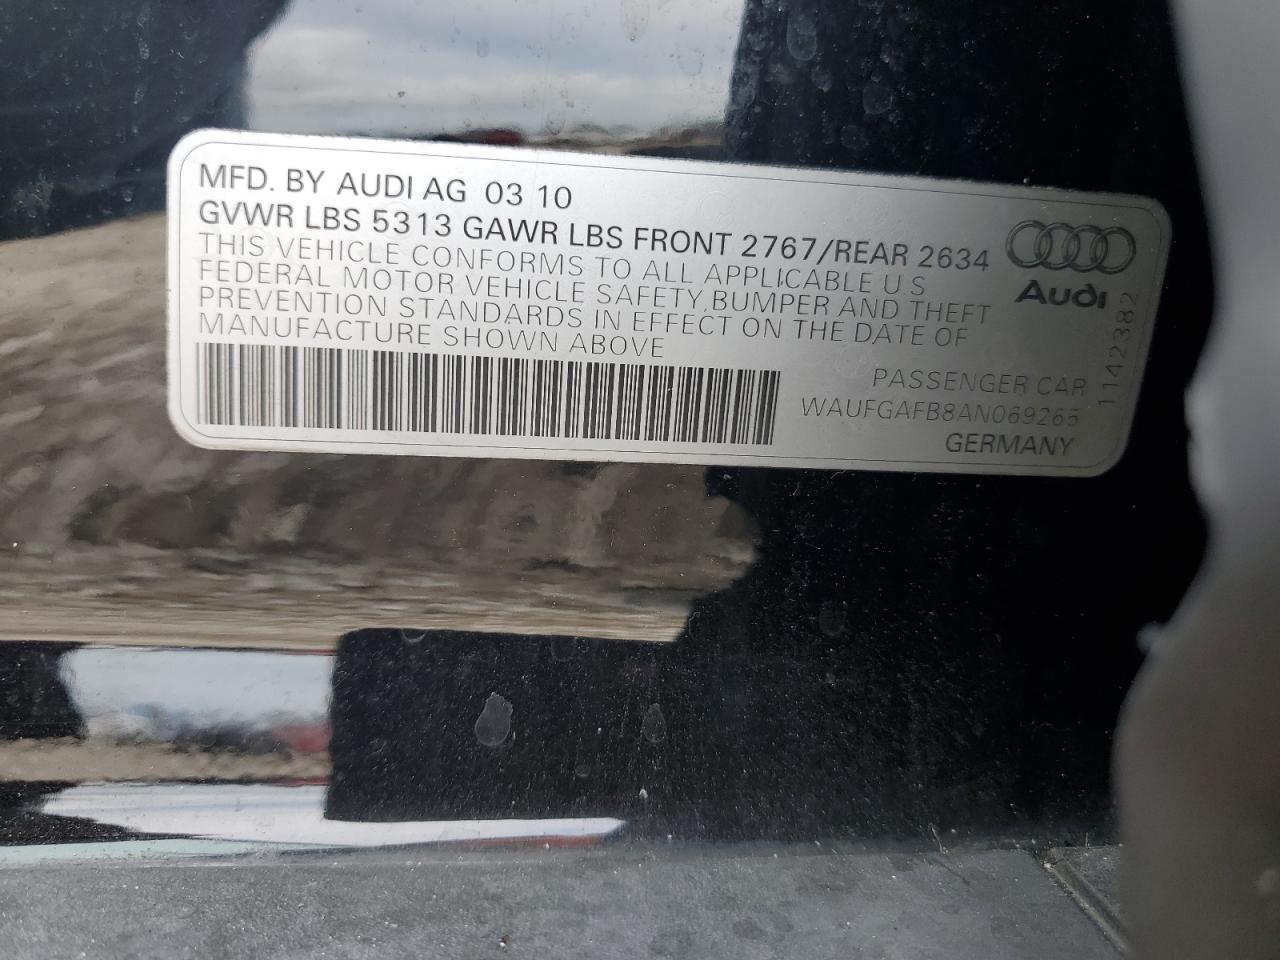 MFD. BY AUDI AG 03 10
GVWR LBS 5313 GAWR LBS FRONT 2767/REAR 2634
THIS VEHICLE CONFORMS TO ALL APPLICABLE U.S
FEDERAL MOTOR VEHICLE SAFETY, BUMPER AND THEFT
PREVENTION STANDARDS IN EFFECT ON THE DATE OF
MANUFACTURE SHOWN ABOVE
Audi
1142382
PASSENGER CAR
WAUFGAFB8AN069265
GERMANY